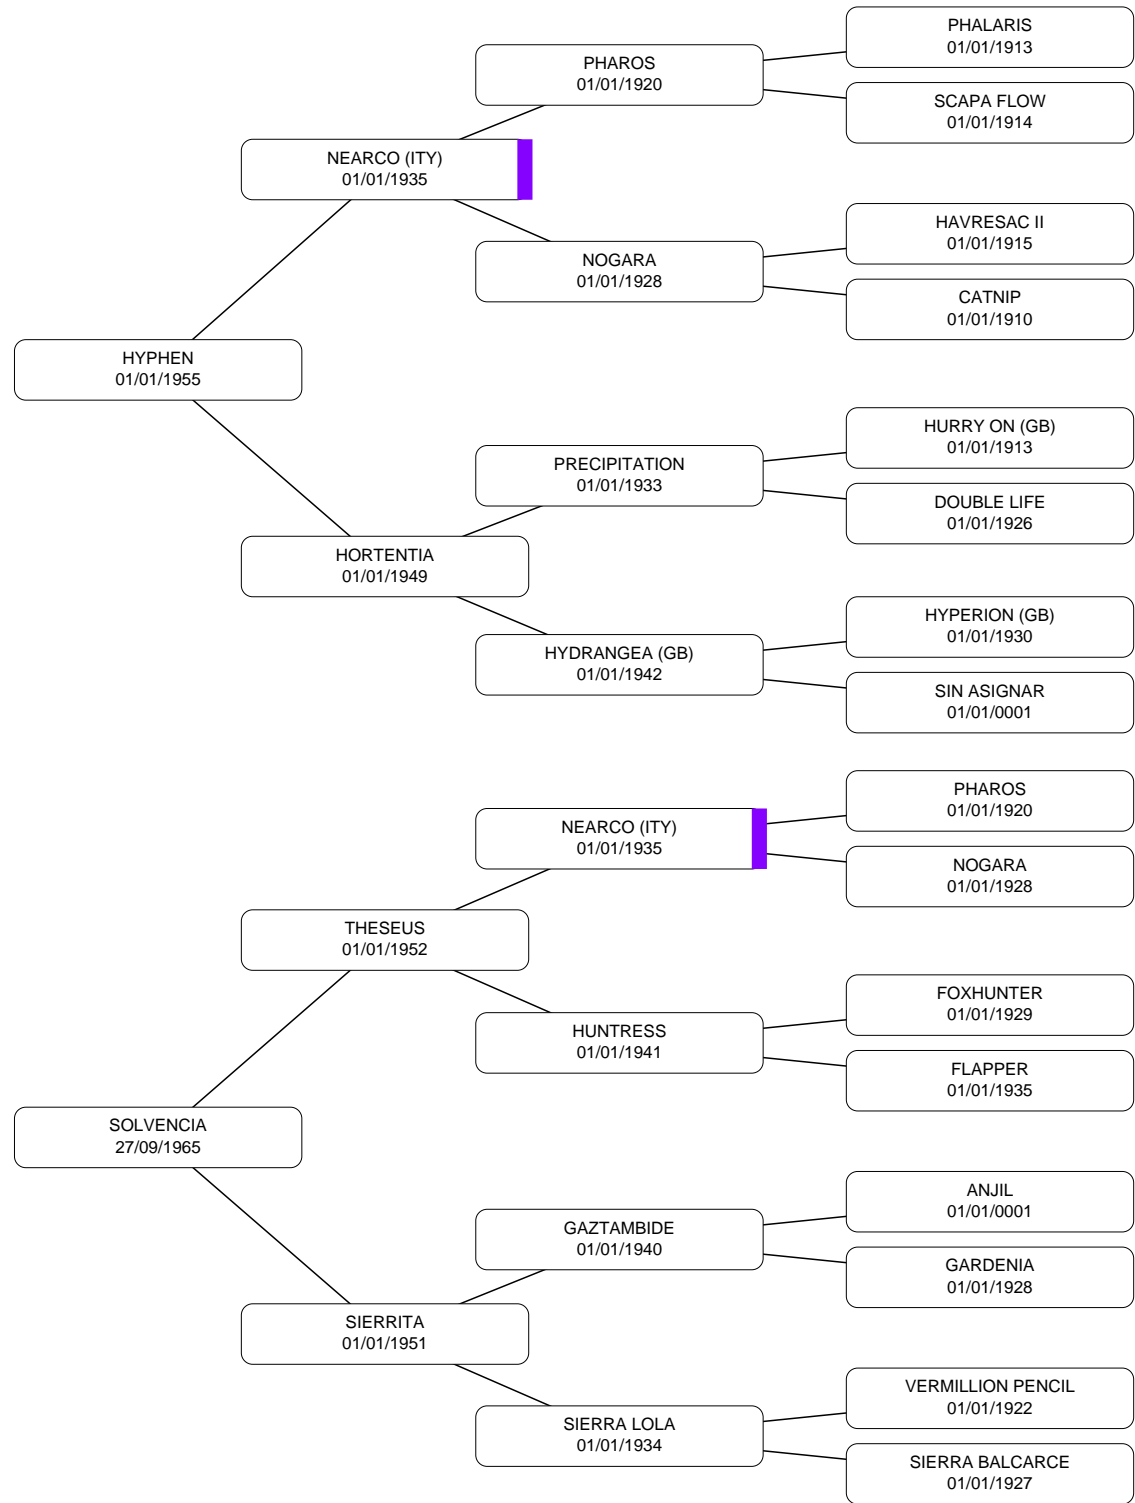 PHALARIS
01/01/1913
PHAROS
01/01/1920
SCAPA FLOW
01/01/1914
NEARCO (ITY)
01/01/1935
HAVRESAC II
01/01/1915
NOGARA
01/01/1928
CATNIP
01/01/1910
HYPHEN
01/01/1955
HURRY ON (GB)
01/01/1913
PRECIPITATION
01/01/1933
DOUBLE LIFE
01/01/1926
HORTENTIA
01/01/1949
HYPERION (GB)
01/01/1930
HYDRANGEA (GB)
01/01/1942
SIN ASIGNAR
01/01/0001
PHAROS
01/01/1920
NEARCO (ITY)
01/01/1935
NOGARA
01/01/1928
THESEUS
01/01/1952
FOXHUNTER
01/01/1929
HUNTRESS
01/01/1941
FLAPPER
01/01/1935
SOLVENCIA
27/09/1965
ANJIL
01/01/0001
GAZTAMBIDE
01/01/1940
GARDENIA
01/01/1928
SIERRITA
01/01/1951
VERMILLION PENCIL
01/01/1922
SIERRA LOLA
01/01/1934
SIERRA BALCARCE
01/01/1927